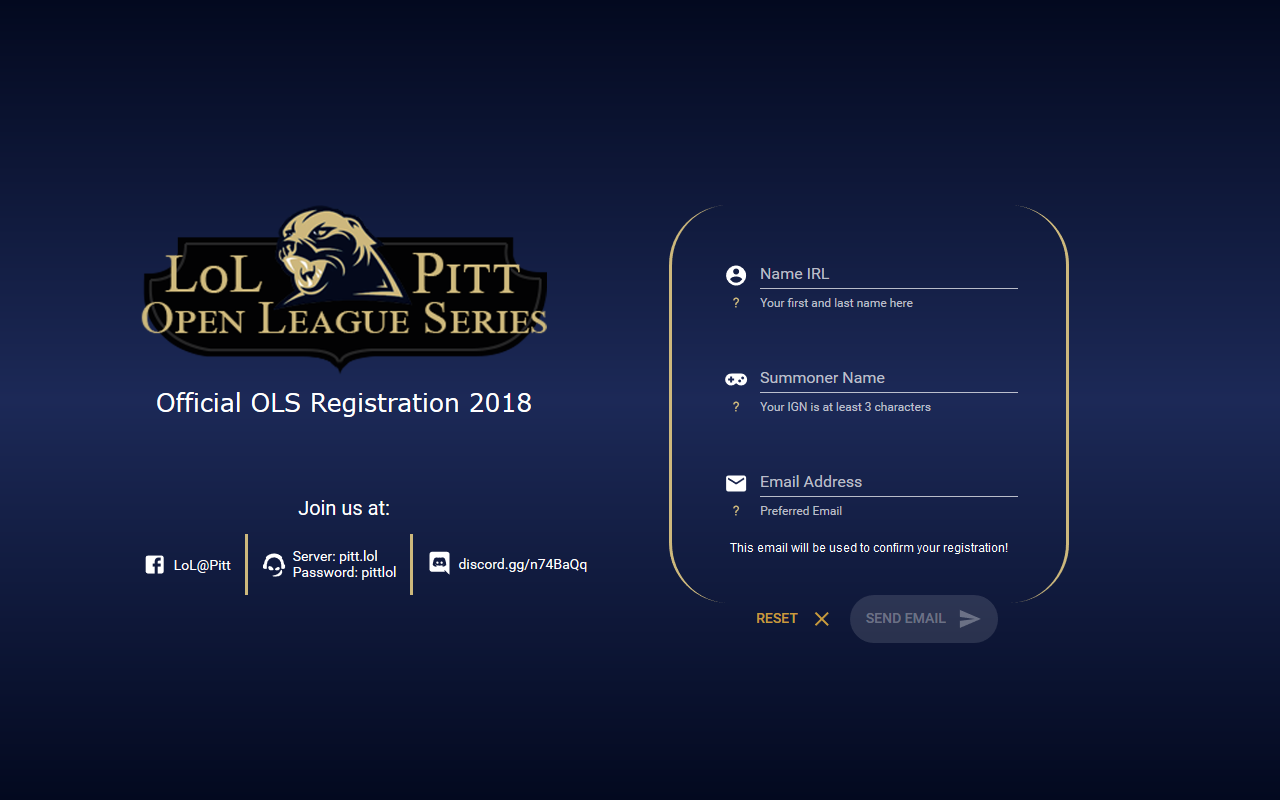 LoL Pitt
Open League Series
Official OLS Registration 2018
Join us at:
LoL@Pitt
Server: pitt.lol
Password: pittlol
discord.gg/n74BaQq
Name IRL
? Your first and last name here
Summoner Name
? Your IGN is at least 3 characters
Email Address
? Preferred Email
This email will be used to confirm your registration!
RESET
SEND EMAIL